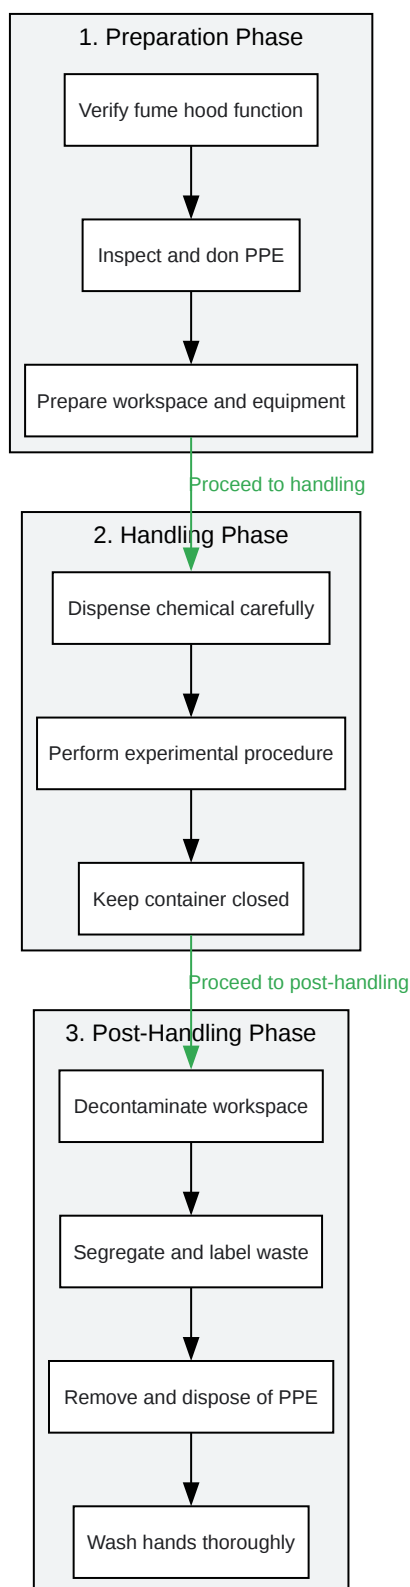 1. Preparation Phase
Verify fume hood function
Inspect and don PPE
Prepare workspace and equipment
Proceed to handling
2. Handling Phase
Dispense chemical carefully
Perform experimental procedure
Keep container closed
Proceed to post-handling
3. Post-Handling Phase
Decontaminate workspace
Segregate and label waste
Remove and dispose of PPE
Wash hands thoroughly